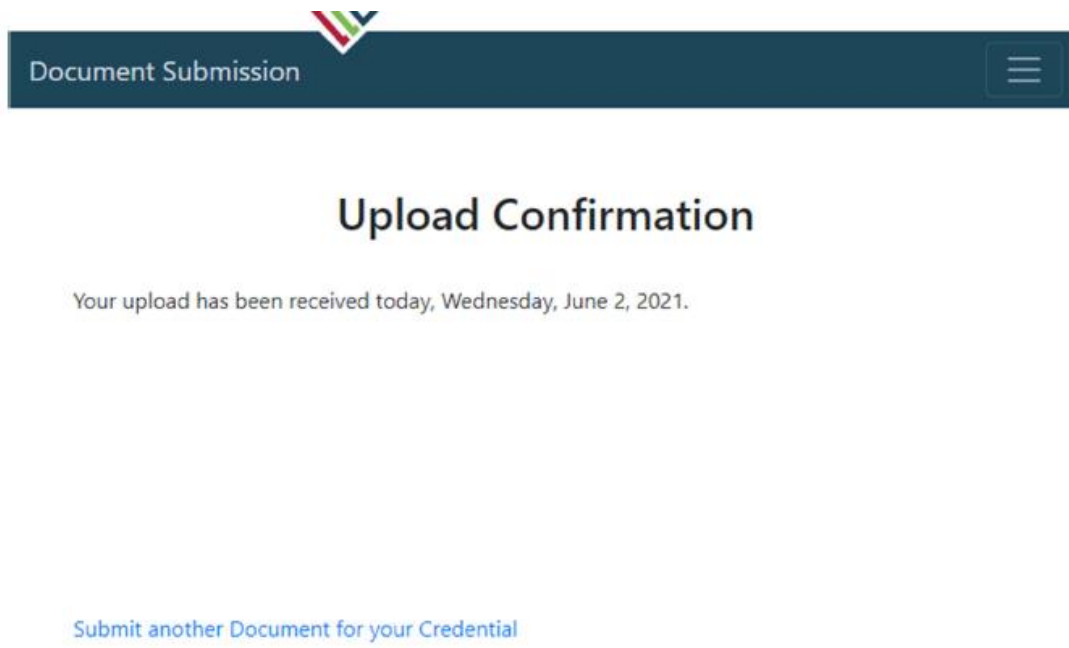 Document Submission
Upload Confirmation
Your upload has been received today, Wednesday, June 2, 2021.
Submit another Document for your Credential